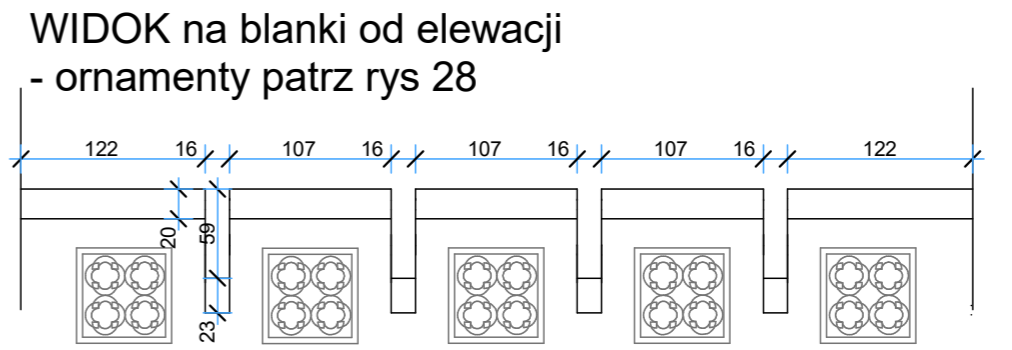 WIDOK na blanki od elewacji
- ornamenty patrz rys 28
122 16 107 16 107 16 107 16 122
20
59
23